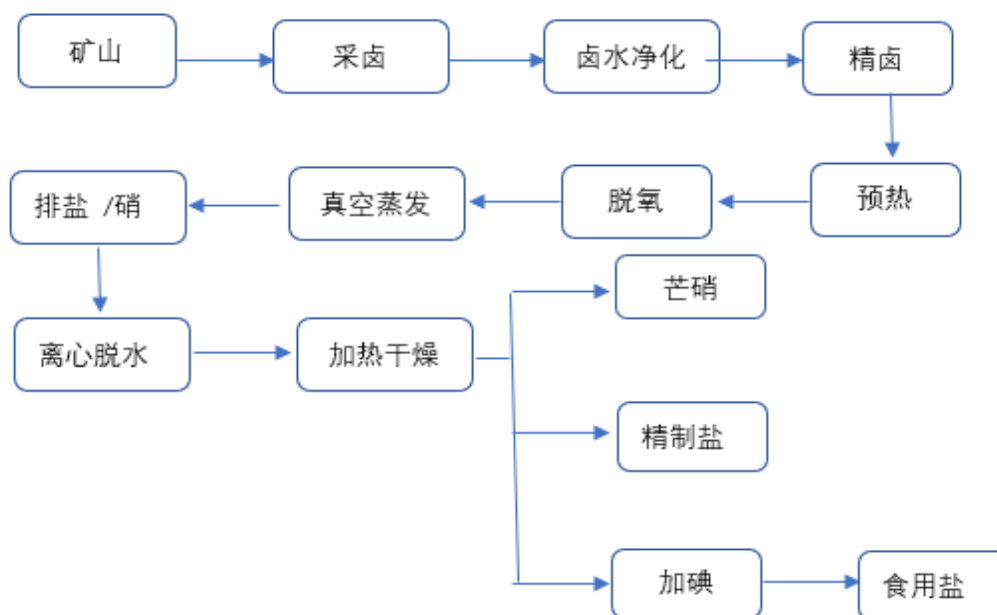 矿山
采卤
卤水净化
精卤
预热
脱氧
真空蒸发
排盐 /硝
离心脱水
加热干燥
芒硝
精制盐
加碘
食用盐